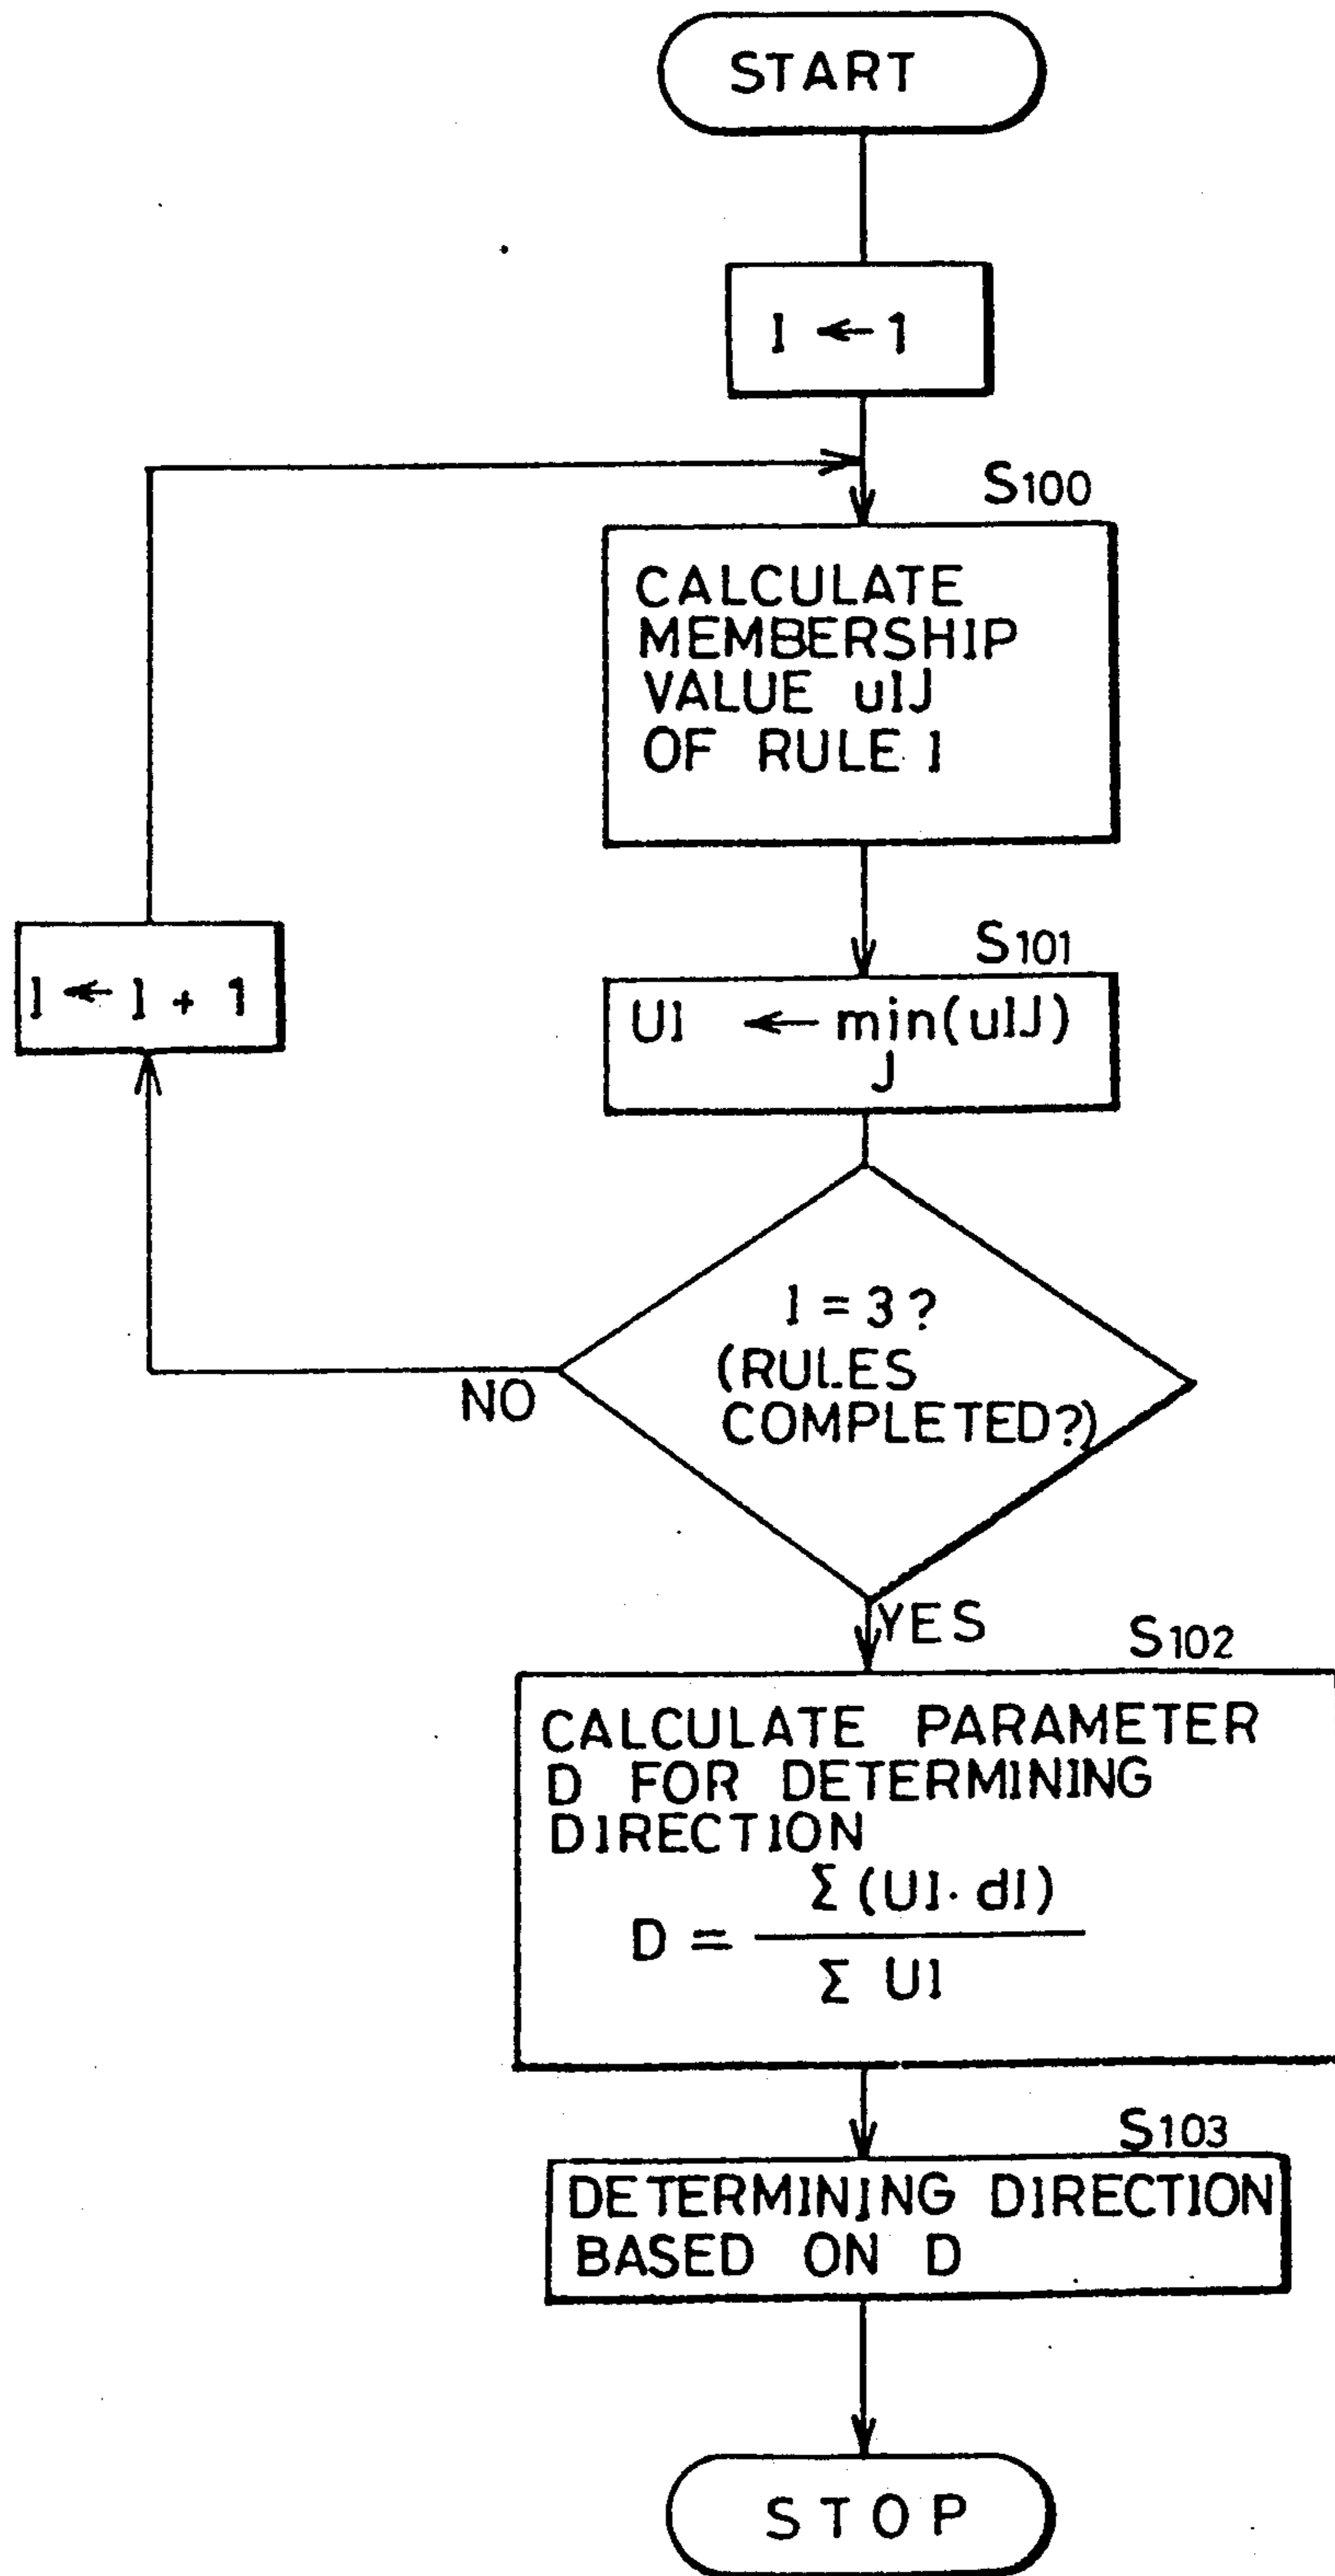 START
I ← 1
S100
CALCULATE
MEMBERSHIP
VALUE uIJ
OF RULE I
I ← I + 1
S101
UI ← min(uIJ)
J
I = 3 ?
(RULES
COMPLETED?)
NO
YES
S102
CALCULATE PARAMETER
D FOR DETERMINING
DIRECTION
Σ (UI · dI)
D =
Σ UI
S103
DETERMINING DIRECTION
BASED ON D
STOP